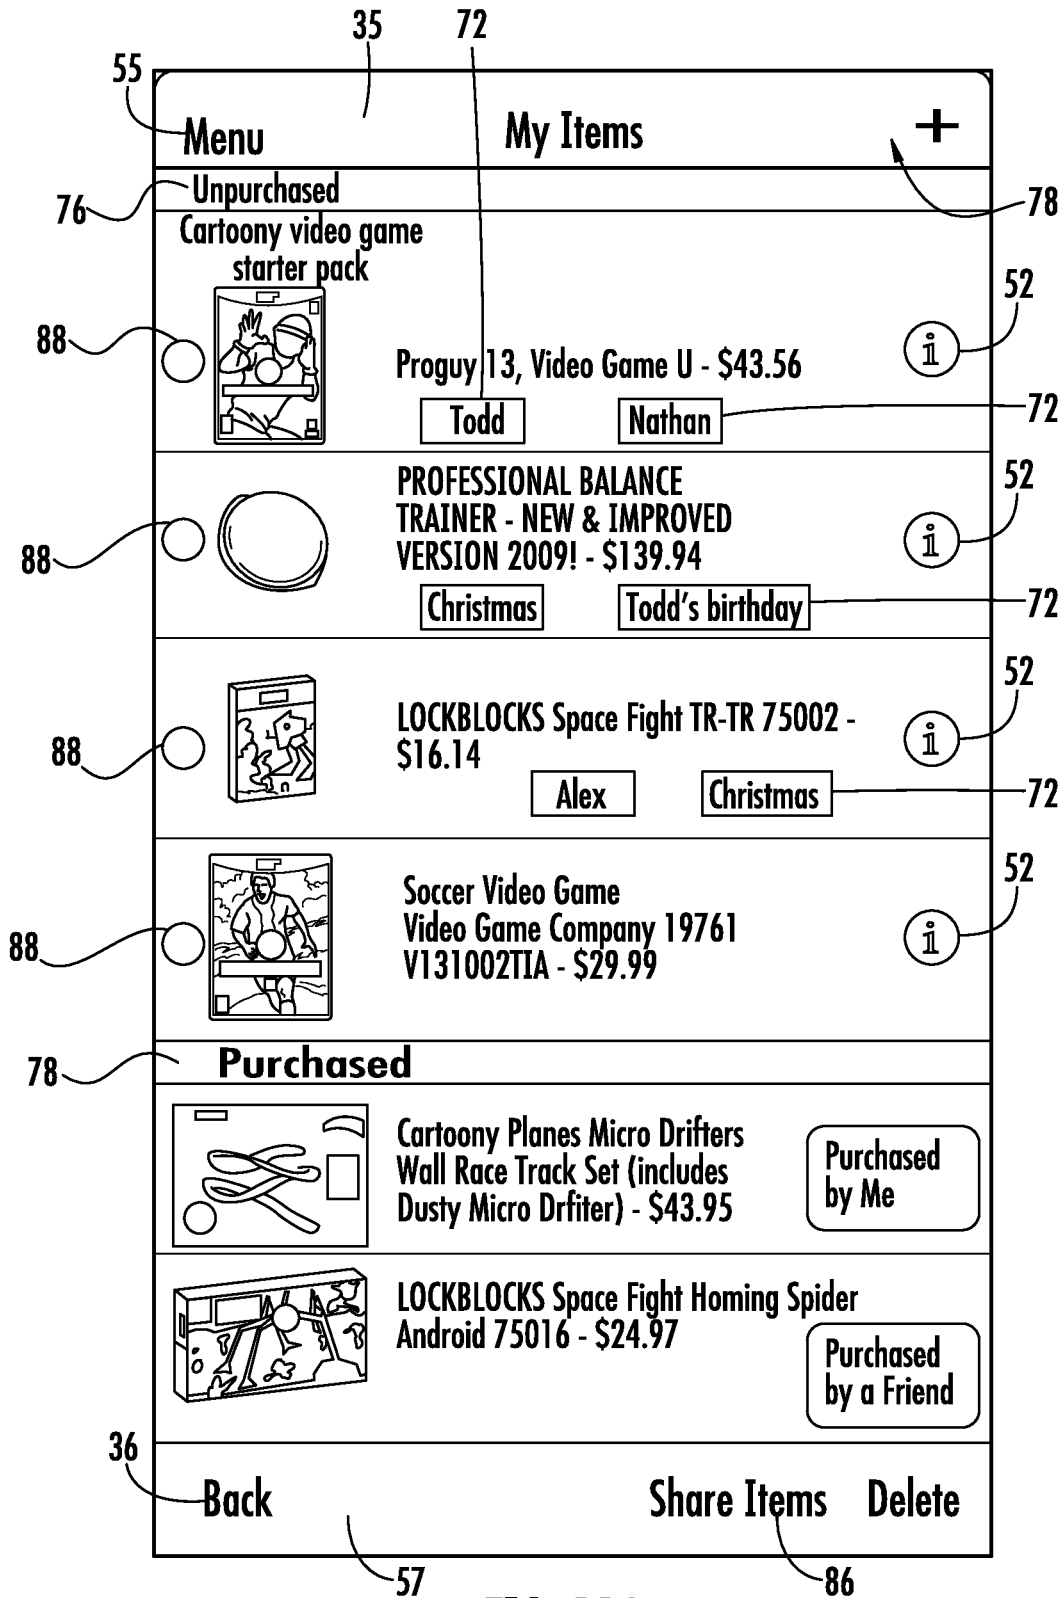 35
72
55
Menu
My Items
+
76
Unpurchased
78
Cartoony video game
starter pack
52
88
i
Proguy 13, Video Game U - $43.56
Todd
Nathan
72
PROFESSIONAL BALANCE
TRAINER - NEW & IMPROVED
VERSION 2009! - $139.94
52
88
i
Christmas
Todd's birthday
72
52
LOCKBLOCKS Space Fight TR-TR 75002 -
$16.14
88
i
Alex
Christmas
72
52
Soccer Video Game
Video Game Company 19761
V131002TIA - $29.99
88
i
78
Purchased
Cartoony Planes Micro Drifters
Wall Race Track Set (includes
Dusty Micro Drfiter) - $43.95
Purchased
by Me
LOCKBLOCKS Space Fight Homing Spider
Android 75016 - $24.97
Purchased
by a Friend
36
Back
Share Items
Delete
57
86